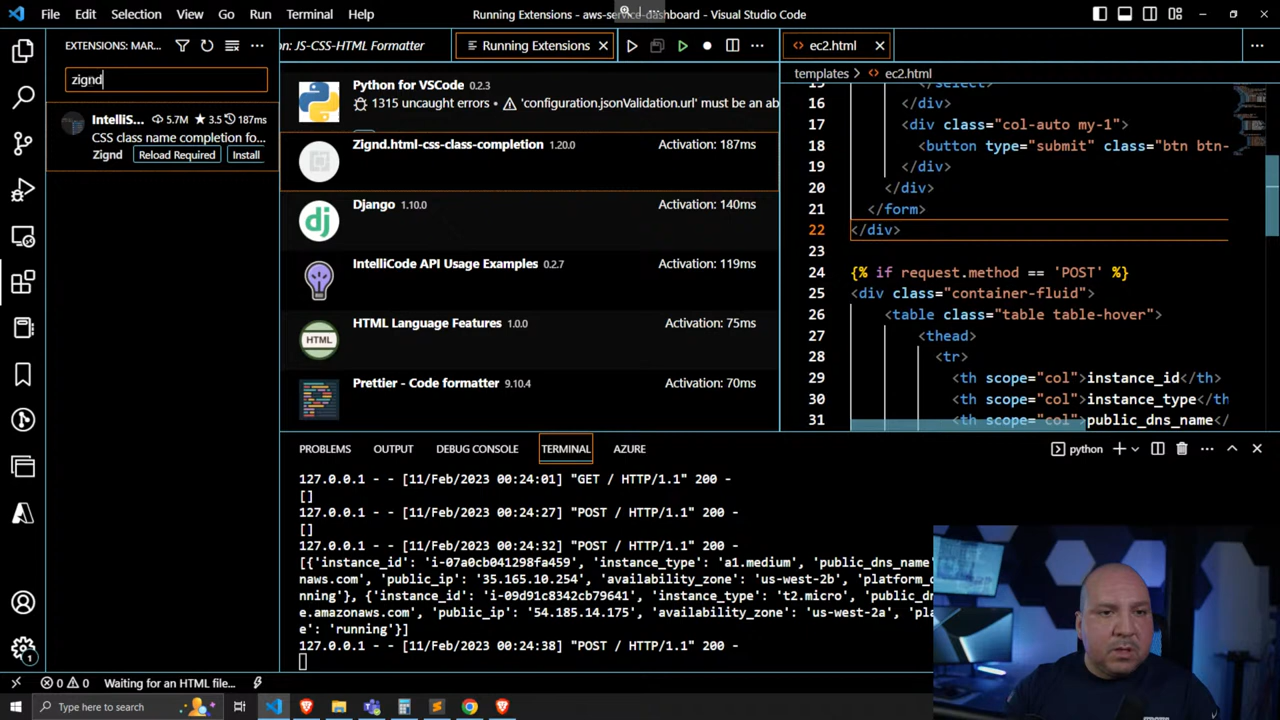 File Edit Selection View Go Run Terminal Help
Running Extensions - aws-service-dashboard - Visual Studio Code
EXTENSIONS: MAR...
zignd
IntelliS... 5.7M 3.5 187ms
CSS class name completion fo...
Zignd Reload Required Install
on: JS-CSS-HTML Formatter
Running Extensions
Python for VSCode 0.2.3
1315 uncaught errors • 'configuration.jsonValidation.url' must be an ab
Zignd.html-css-class-completion 1.20.0 Activation: 187ms
Django 1.10.0 Activation: 140ms
IntelliCode API Usage Examples 0.2.7 Activation: 119ms
HTML Language Features 1.0.0 Activation: 75ms
HTML
Prettier - Code formatter 9.10.4 Activation: 70ms
ec2.html
templates > ec2.html
15 </select>
16 </div>
17 <div class="col-auto my-1">
18 <button type="submit" class="btn btn-
19 </div>
20 </div>
21 </form>
22 </div>
23
24 {% if request.method == 'POST' %}
25 <div class="container-fluid">
26 <table class="table table-hover">
27 <thead>
28 <tr>
29 <th scope="col">instance_id</th>
30 <th scope="col">instance_type</th
31 <th scope="col">public_dns_name</
PROBLEMS OUTPUT DEBUG CONSOLE TERMINAL AZURE
python
127.0.0.1 - - [11/Feb/2023 00:24:01] "GET / HTTP/1.1" 200 -
[]
127.0.0.1 - - [11/Feb/2023 00:24:27] "POST / HTTP/1.1" 200 -
[]
127.0.0.1 - - [11/Feb/2023 00:24:32] "POST / HTTP/1.1" 200 -
[{'instance_id': 'i-07a0cb041298fa459', 'instance_type': 'a1.medium', 'public_dns_name'
naws.com', 'public_ip': '35.165.10.254', 'availability_zone': 'us-west-2b', 'platform_d
nning'}, {'instance_id': 'i-09d91c8342cb79641', 'instance_type': 't2.micro', 'public_dn
e.amazonaws.com', 'public_ip': '54.185.14.175', 'availability_zone': 'us-west-2a', 'pla
e': 'running'}]
127.0.0.1 - - [11/Feb/2023 00:24:38] "POST / HTTP/1.1" 200 -
1
0 0 Waiting for an HTML file...
Type here to search